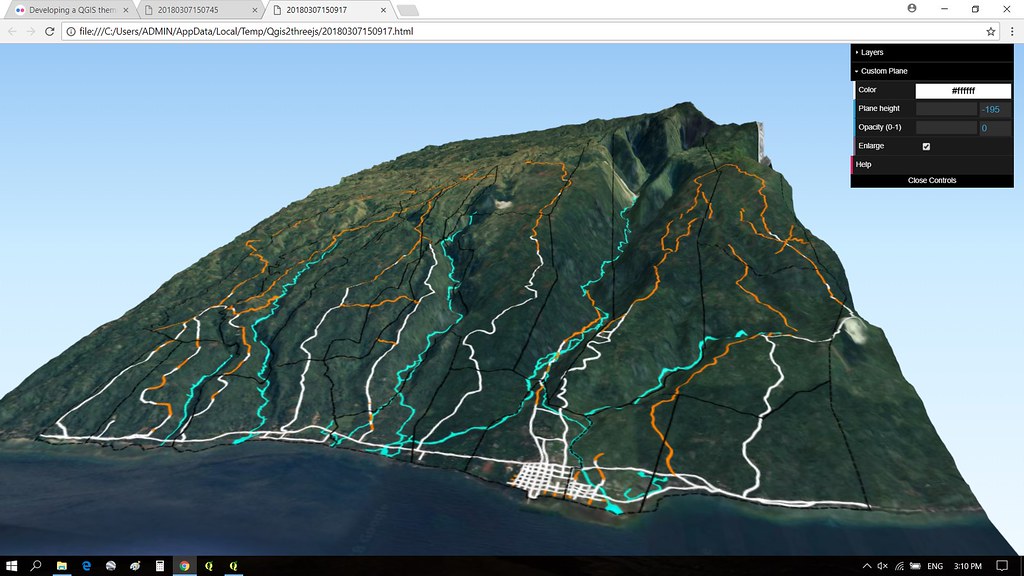 Developing a QGIS them
20180307150745
20180307150917
file:///C:/Users/ADMIN/AppData/Local/Temp/Qgis2threejs/20180307150917.html
Layers
Custom Plane
Color #ffffff
Plane height -195
Opacity (0-1) 0
Enlarge
Help
Close Controls
ENG 3:10 PM